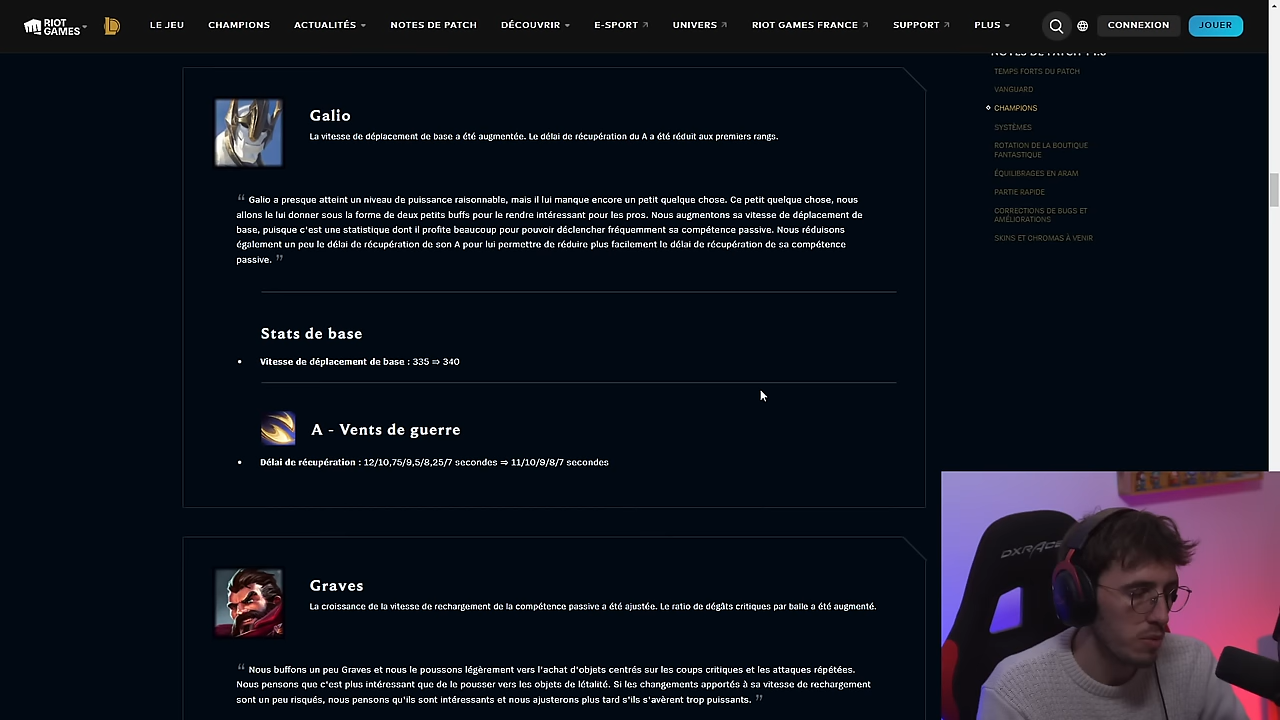 RIOT GAMES
LE JEU CHAMPIONS ACTUALITÉS NOTES DE PATCH DÉCOUVRIR E-SPORT UNIVERS RIOT GAMES FRANCE SUPPORT PLUS CONNEXION JOUER
NOTES DE PATCH 14.8
TEMPS FORTS DU PATCH
VANGUARD
CHAMPIONS
SYSTÈMES
ROTATION DE LA BOUTIQUE
FANTASTIQUE
ÉQUILIBRAGES EN ARAM
PARTIE RAPIDE
CORRECTIONS DE BUGS ET
AMÉLIORATIONS
SKINS ET CHROMAS À VENIR
Galio
La vitesse de déplacement de base a été augmentée. Le délai de récupération du A a été réduit aux premiers rangs.
“ Galio a presque atteint un niveau de puissance raisonnable, mais il lui manque encore un petit quelque chose. Ce petit quelque chose, nous
allons le lui donner sous la forme de deux petits buffs pour le rendre intéressant pour les pros. Nous augmentons sa vitesse de déplacement de
base, puisque c'est une statistique dont il profite beaucoup pour pouvoir déclencher fréquemment sa compétence passive. Nous réduisons
également un peu le délai de récupération de son A pour lui permettre de réduire plus facilement le délai de récupération de sa compétence
passive. ”
Stats de base
• Vitesse de déplacement de base : 335 ⇒ 340
A - Vents de guerre
• Délai de récupération : 12/10,75/9,5/8,25/7 secondes ⇒ 11/10/9/8/7 secondes
Graves
La croissance de la vitesse de rechargement de la compétence passive a été ajustée. Le ratio de dégâts critiques par balle a été augmenté.
“ Nous buffons un peu Graves et nous le poussons légèrement vers l'achat d'objets centrés sur les coups critiques et les attaques répétées.
Nous pensons que c'est plus intéressant que de le pousser vers les objets de létalité. Si les changements apportés à sa vitesse de rechargement
sont un peu risqués, nous pensons qu'ils sont intéressants et nous ajusterons plus tard s'ils s'avèrent trop puissants. ”